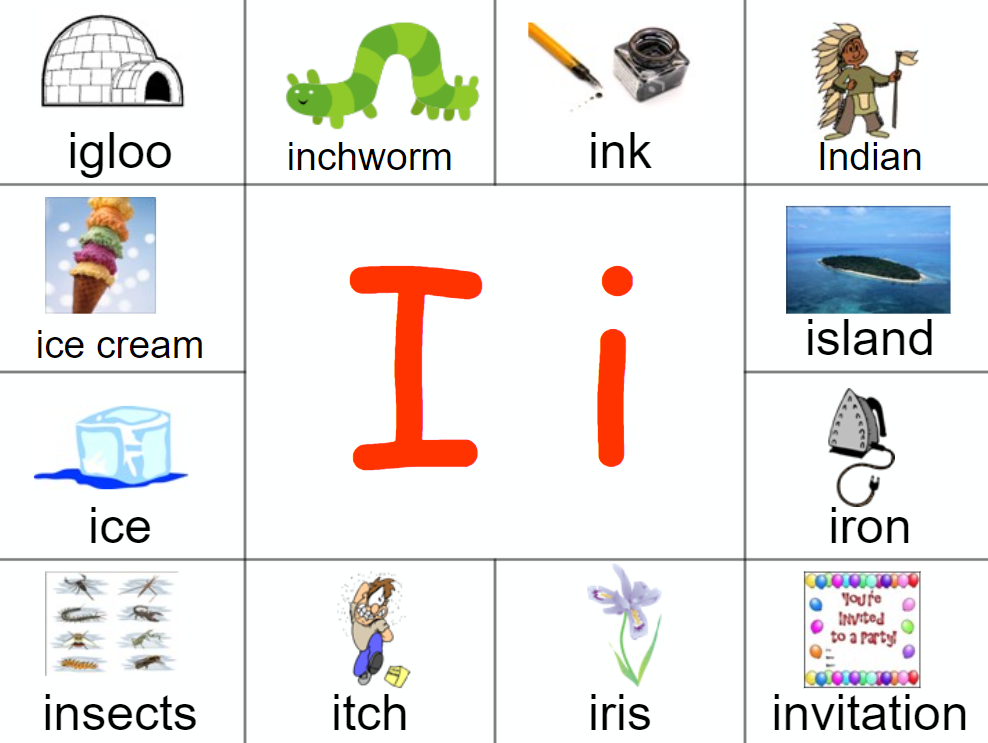 igloo
inchworm
ink
Indian
I i
ice cream
island
ice
iron
insects
itch
iris
You're
invited
to a party!
invitation